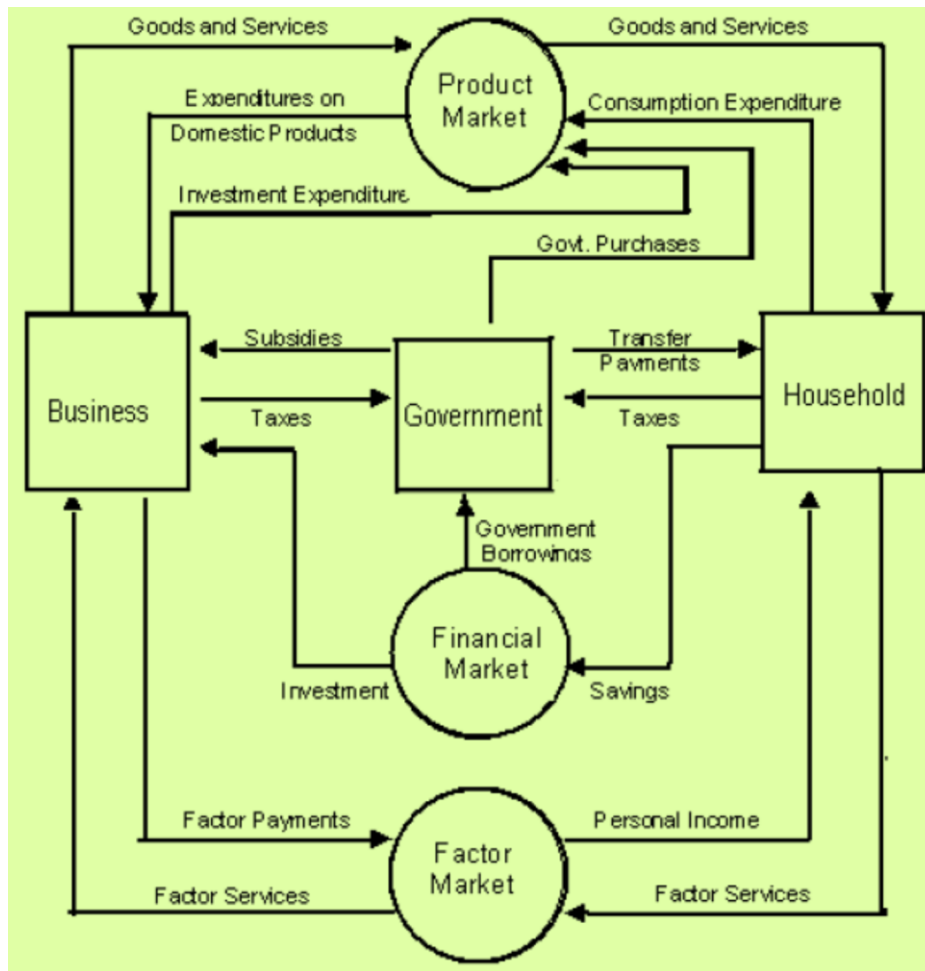 Goods and Services
Goods and Services
Product
Market
Expenditures on
Domestic Products
Consumption Expenditure
Investment Expenditure
Govt. Purchases
Subsidies
Transfer
Payments
Business
Government
Household
Taxes
Taxes
Government
Borrowings
Financial
Market
Investment
Savings
Factor Payments
Personal Income
Factor
Market
Factor Services
Factor Services